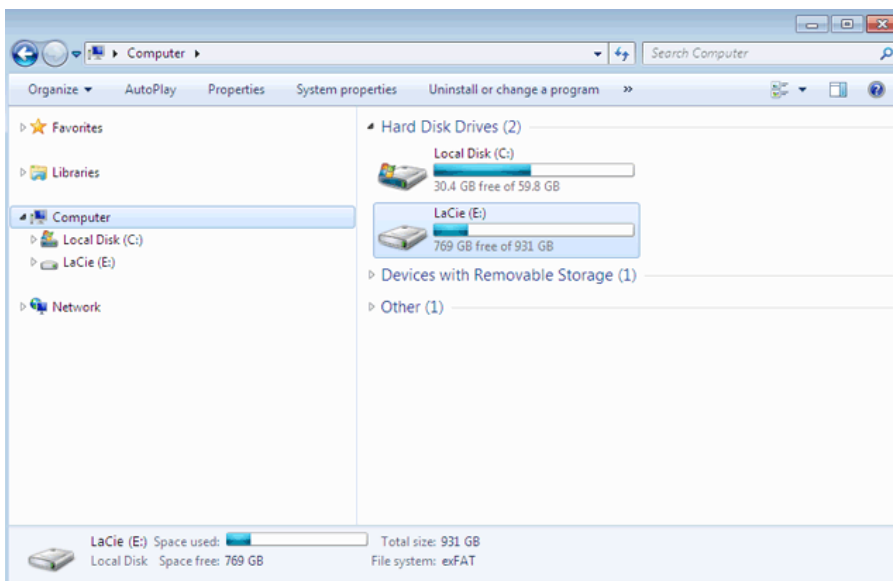 Computer
Search Computer
Organize AutoPlay Properties System properties Uninstall or change a program »
Favorites
Libraries
Computer
Local Disk (C:)
LaCie (E:)
Network
Hard Disk Drives (2)
Local Disk (C:)
30.4 GB free of 59.8 GB
LaCie (E:)
769 GB free of 931 GB
Devices with Removable Storage (1)
Other (1)
LaCie (E:) Space used: Total size: 931 GB
Local Disk Space free: 769 GB File system: exFAT